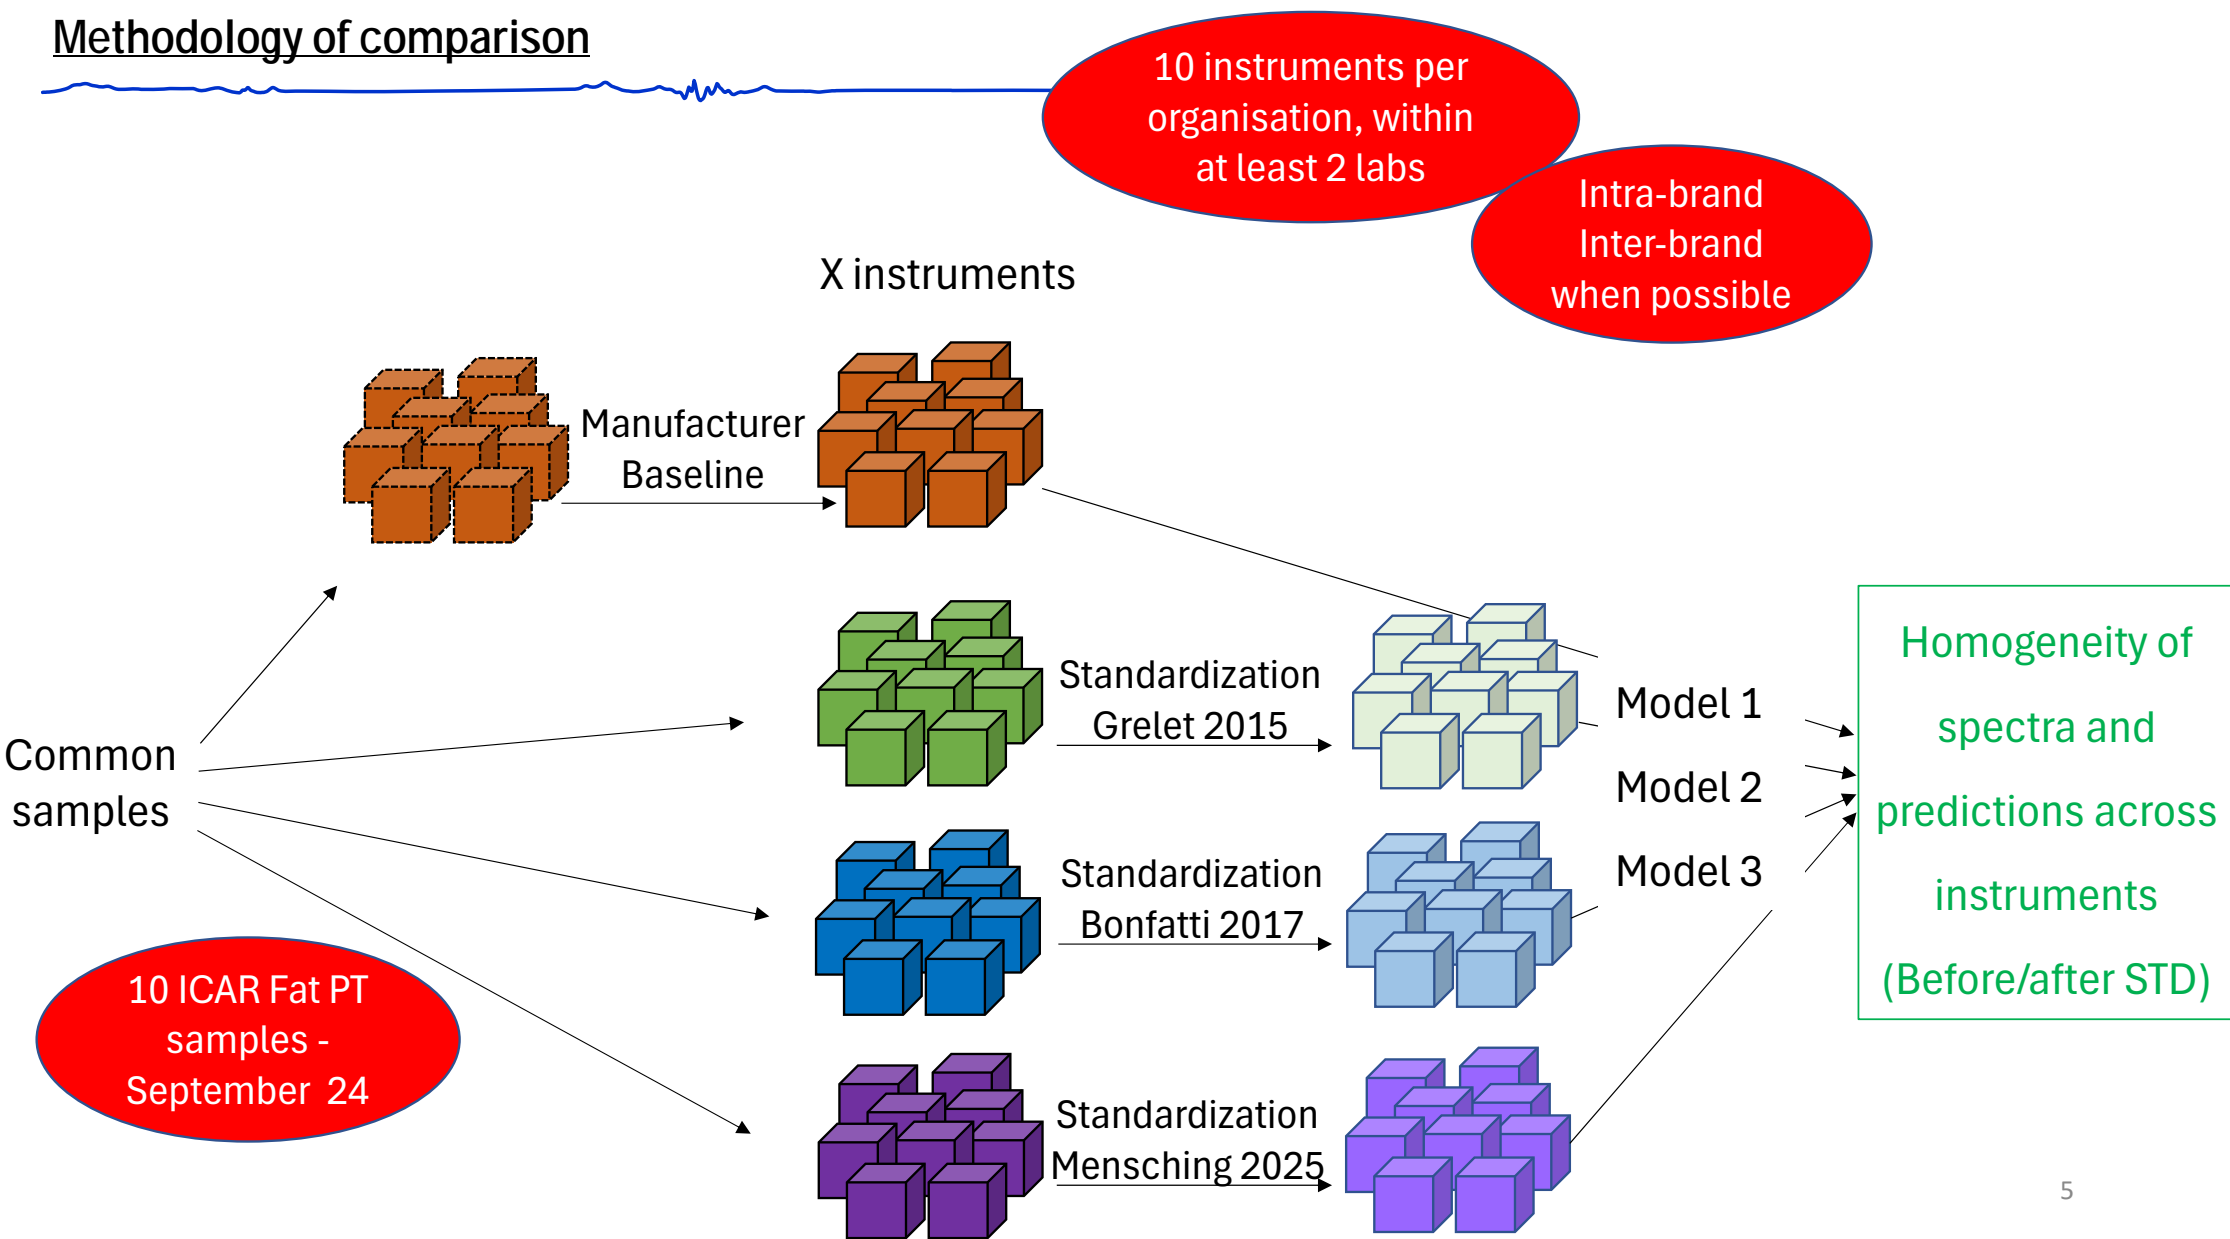 Methodology of comparison
10 instruments per
organisation, within
at least 2 labs
Intra-brand
Inter-brand
when possible
X instruments
Manufacturer
Baseline
Standardization
Grelet 2015
Common
samples
Model 1
Model 2
Model 3
Homogeneity of
spectra and
predictions across
instruments
(Before/after STD)
Standardization
Bonfatti 2017
10 ICAR Fat PT
samples -
September 24
Standardization
Mensching 2025
5